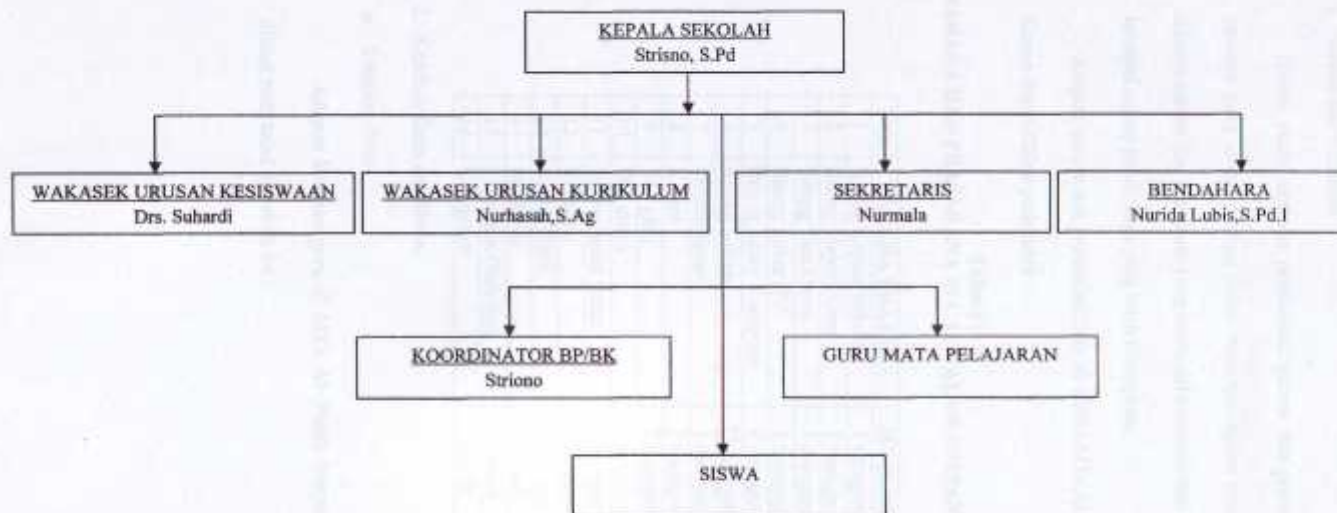 KEPALA SEKOLAH
Strisno, S.Pd
WAKASEK URUSAN KESISWAAN
Drs. Suhardi
WAKASEK URUSAN KURIKULUM
Nurhasah,S.Ag
SEKRETARIS
Nurmala
BENDAHARA
Nurida Lubis,S.Pd.I
KOORDINATOR BP/BK
Striono
GURU MATA PELAJARAN
SISWA